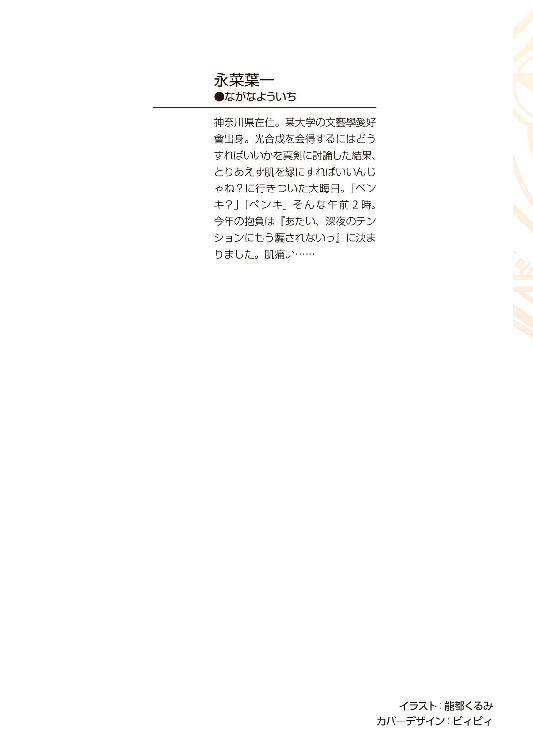 永菜葉一
●ながなよういち
神奈川県在住。某大学の文藝學愛好
會出身。光合成を会得するにはどう
すればいいかを真剣に討論した結果、
とりあえず肌を緑にすればいいんじ
ゃね？に行きついた大晦日。「ペン
キ？」「ペンキ」そんな午前２時。
今年の抱負は『あたい、深夜のテン
ションにもう騙されないっ』に決ま
りました。肌痛い……
イラスト：能都くるみ
カバーデザイン：ビィピィ